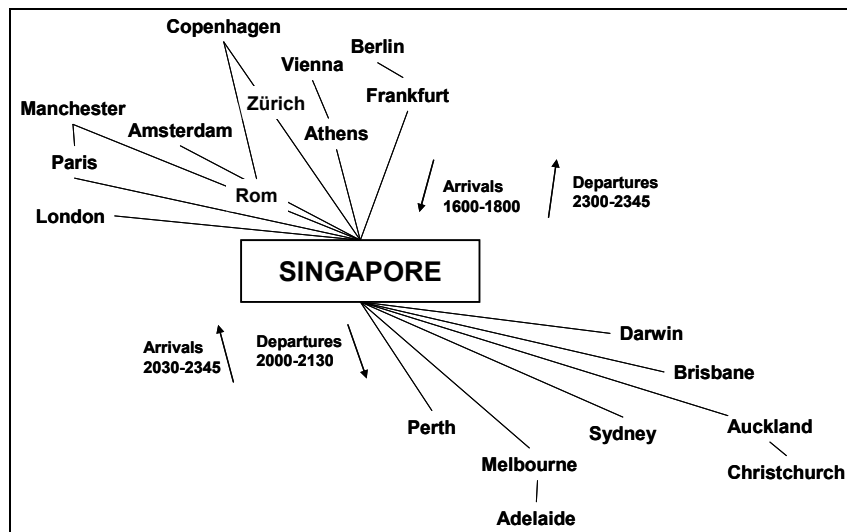 Copenhagen
Berlin
Vienna
Zürich
Frankfurt
Manchester
Amsterdam
Athens
Paris
Rom
London
Arrivals
1600-1800
Departures
2300-2345
SINGAPORE
Arrivals
2030-2345
Departures
2000-2130
Darwin
Brisbane
Perth
Sydney
Auckland
Melbourne
Christchurch
Adelaide